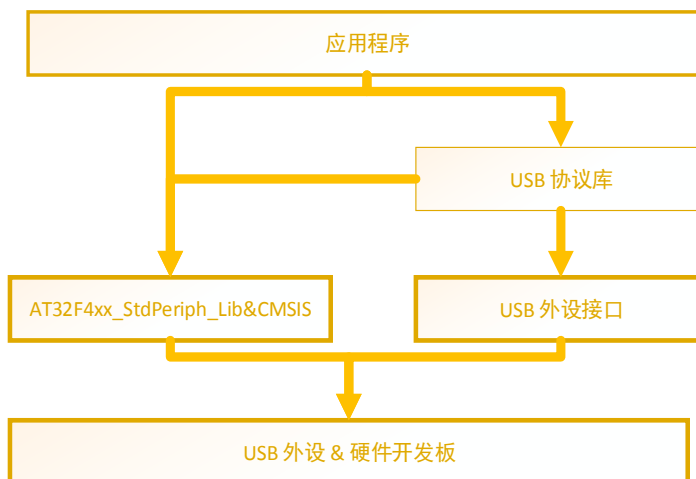 应用程序
USB 协议库
AT32F4xx_StdPeriph_Lib&CMSIS
USB 外设接口
USB 外设 & 硬件开发板